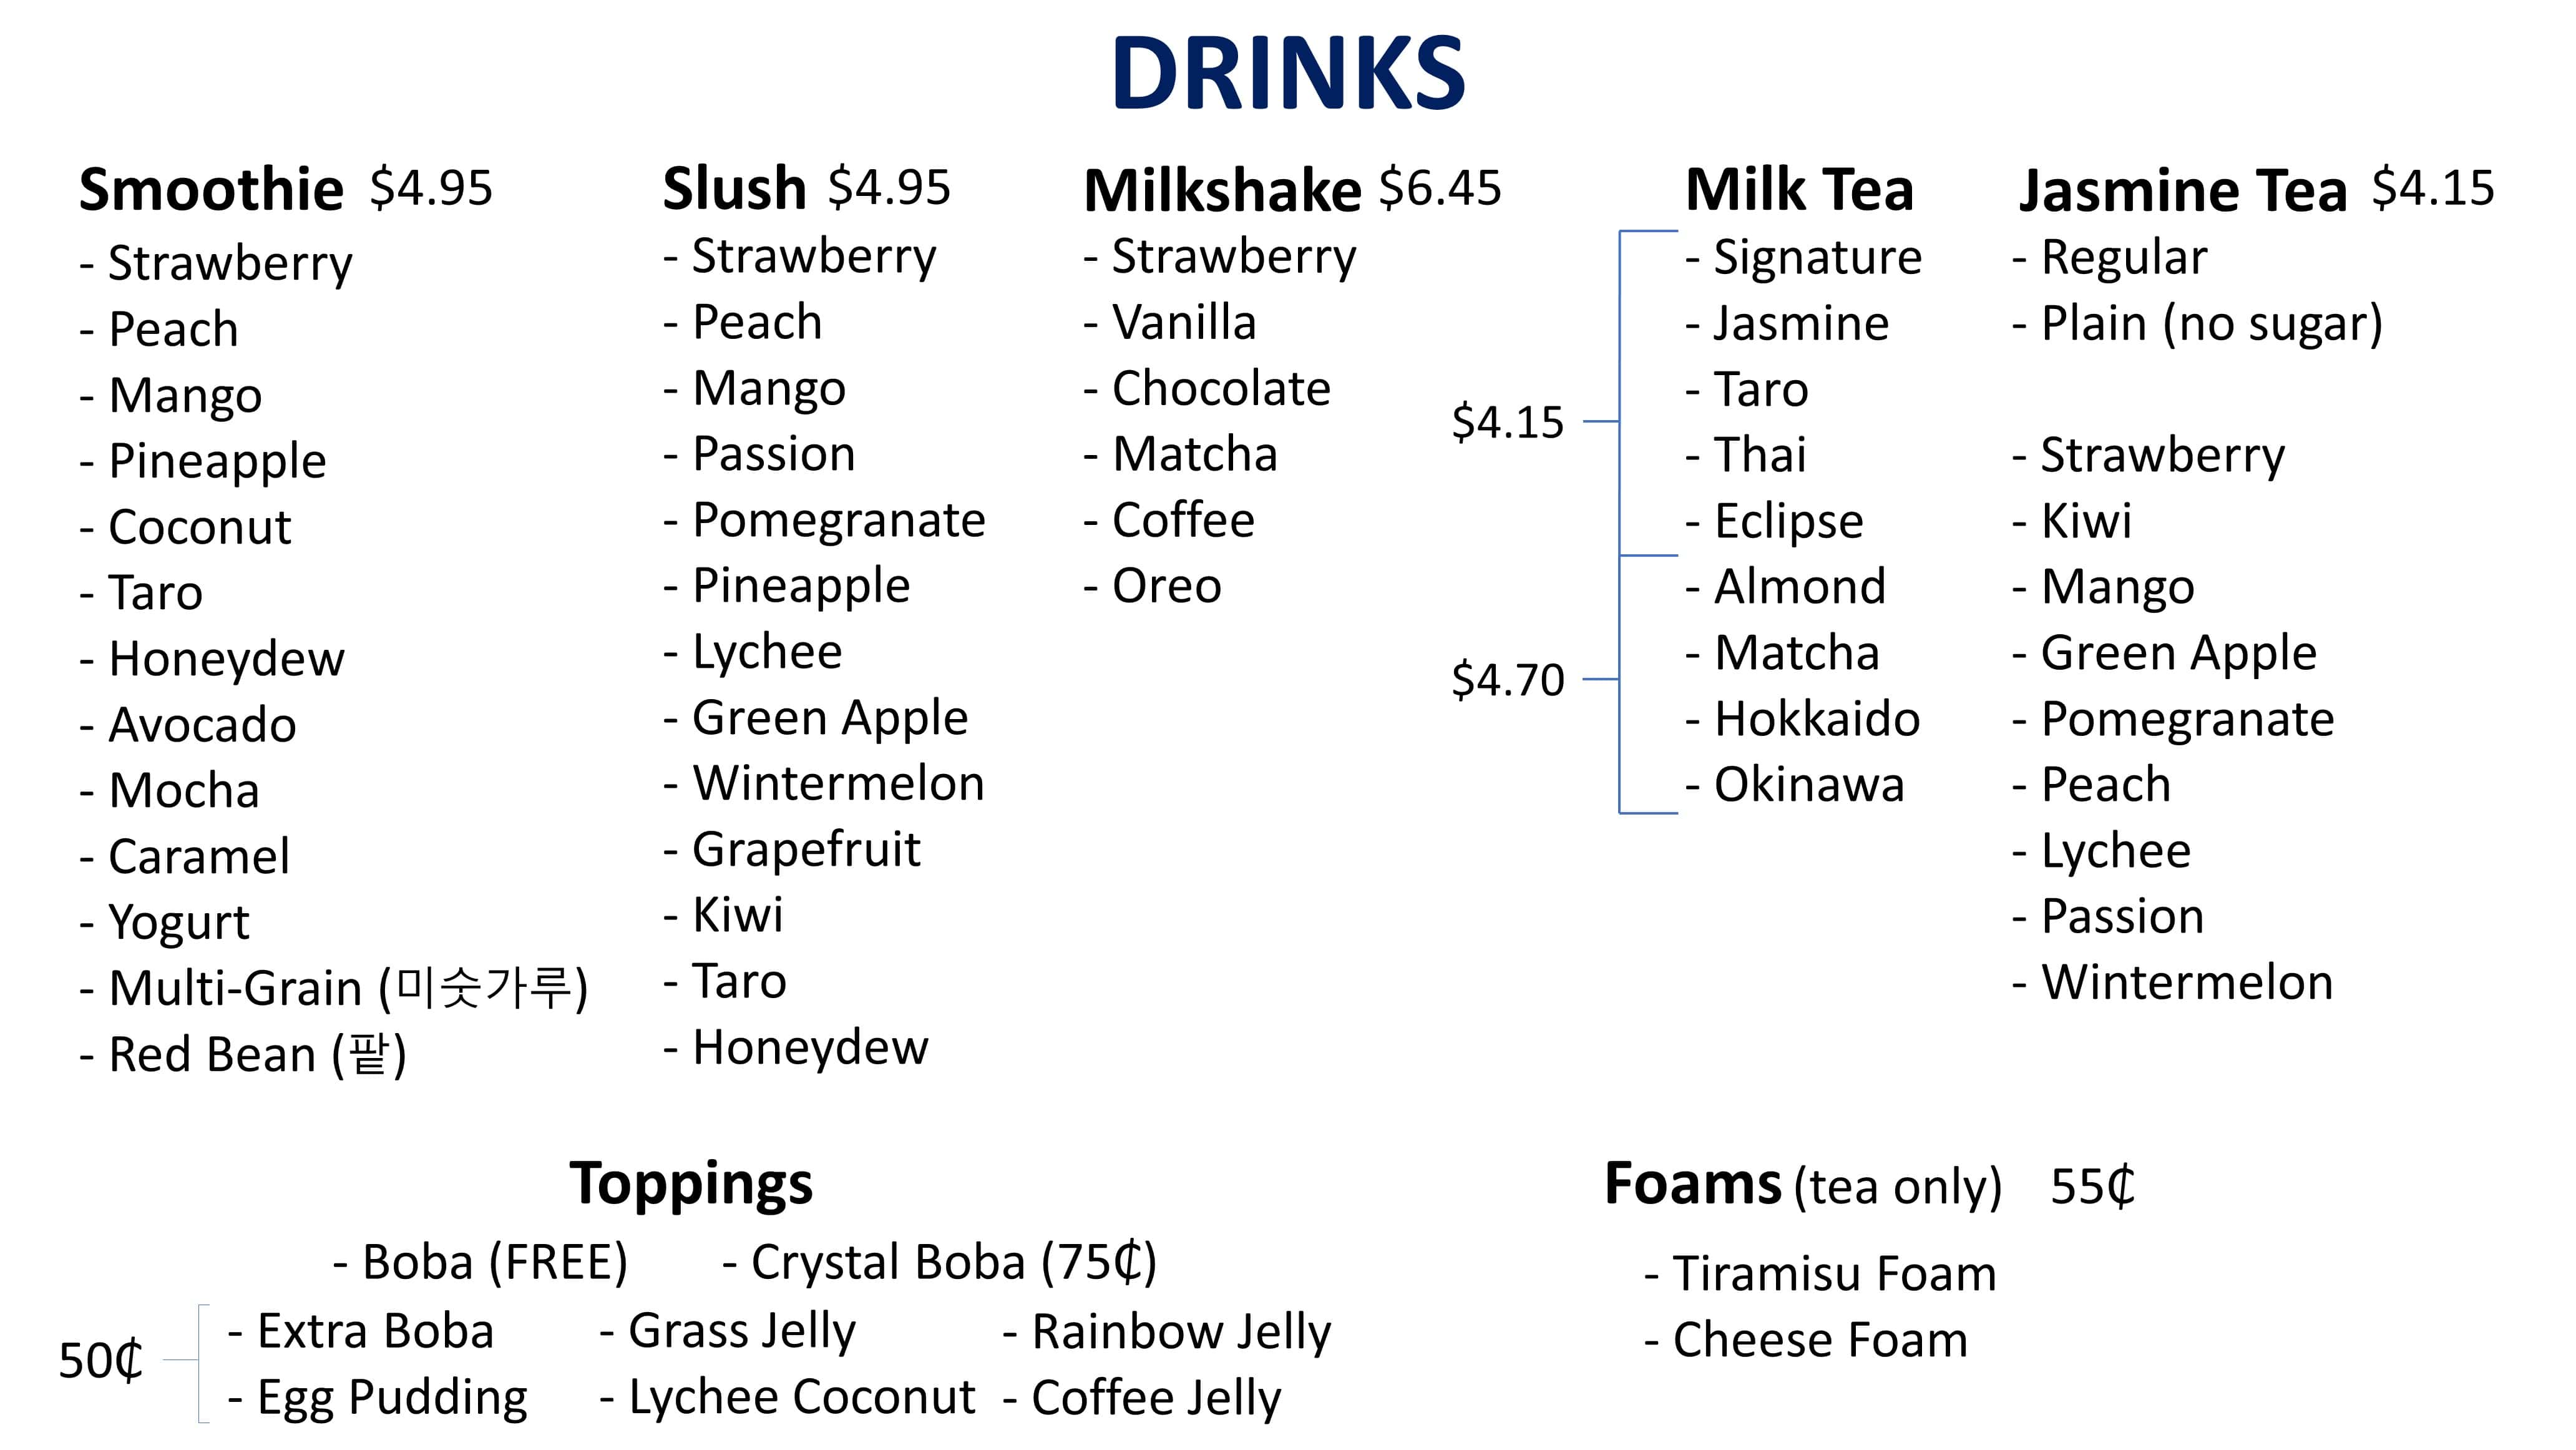 DRINKS
Smoothie $4.95
- Strawberry
- Peach
- Mango
- Pineapple
- Coconut
- Taro
- Honeydew
- Avocado
- Mocha
- Caramel
- Yogurt
- Multi-Grain (미숫가루)
- Red Bean (팥)
Slush $4.95
- Strawberry
- Peach
- Mango
- Passion
- Pomegranate
- Pineapple
- Lychee
- Green Apple
- Wintermelon
- Grapefruit
- Kiwi
- Taro
- Honeydew
Milkshake $6.45
- Strawberry
- Vanilla
- Chocolate
- Matcha
- Coffee
- Oreo
Milk Tea
$4.15
- Signature
- Jasmine
- Taro
- Thai
- Eclipse
$4.70
- Almond
- Matcha
- Hokkaido
- Okinawa
Jasmine Tea $4.15
- Regular
- Plain (no sugar)
- Strawberry
- Kiwi
- Mango
- Green Apple
- Pomegranate
- Peach
- Lychee
- Passion
- Wintermelon
Toppings
- Boba (FREE) - Crystal Boba (75₵)
50₵
- Extra Boba - Grass Jelly - Rainbow Jelly
- Egg Pudding - Lychee Coconut - Coffee Jelly
Foams (tea only) 55₵
- Tiramisu Foam
- Cheese Foam